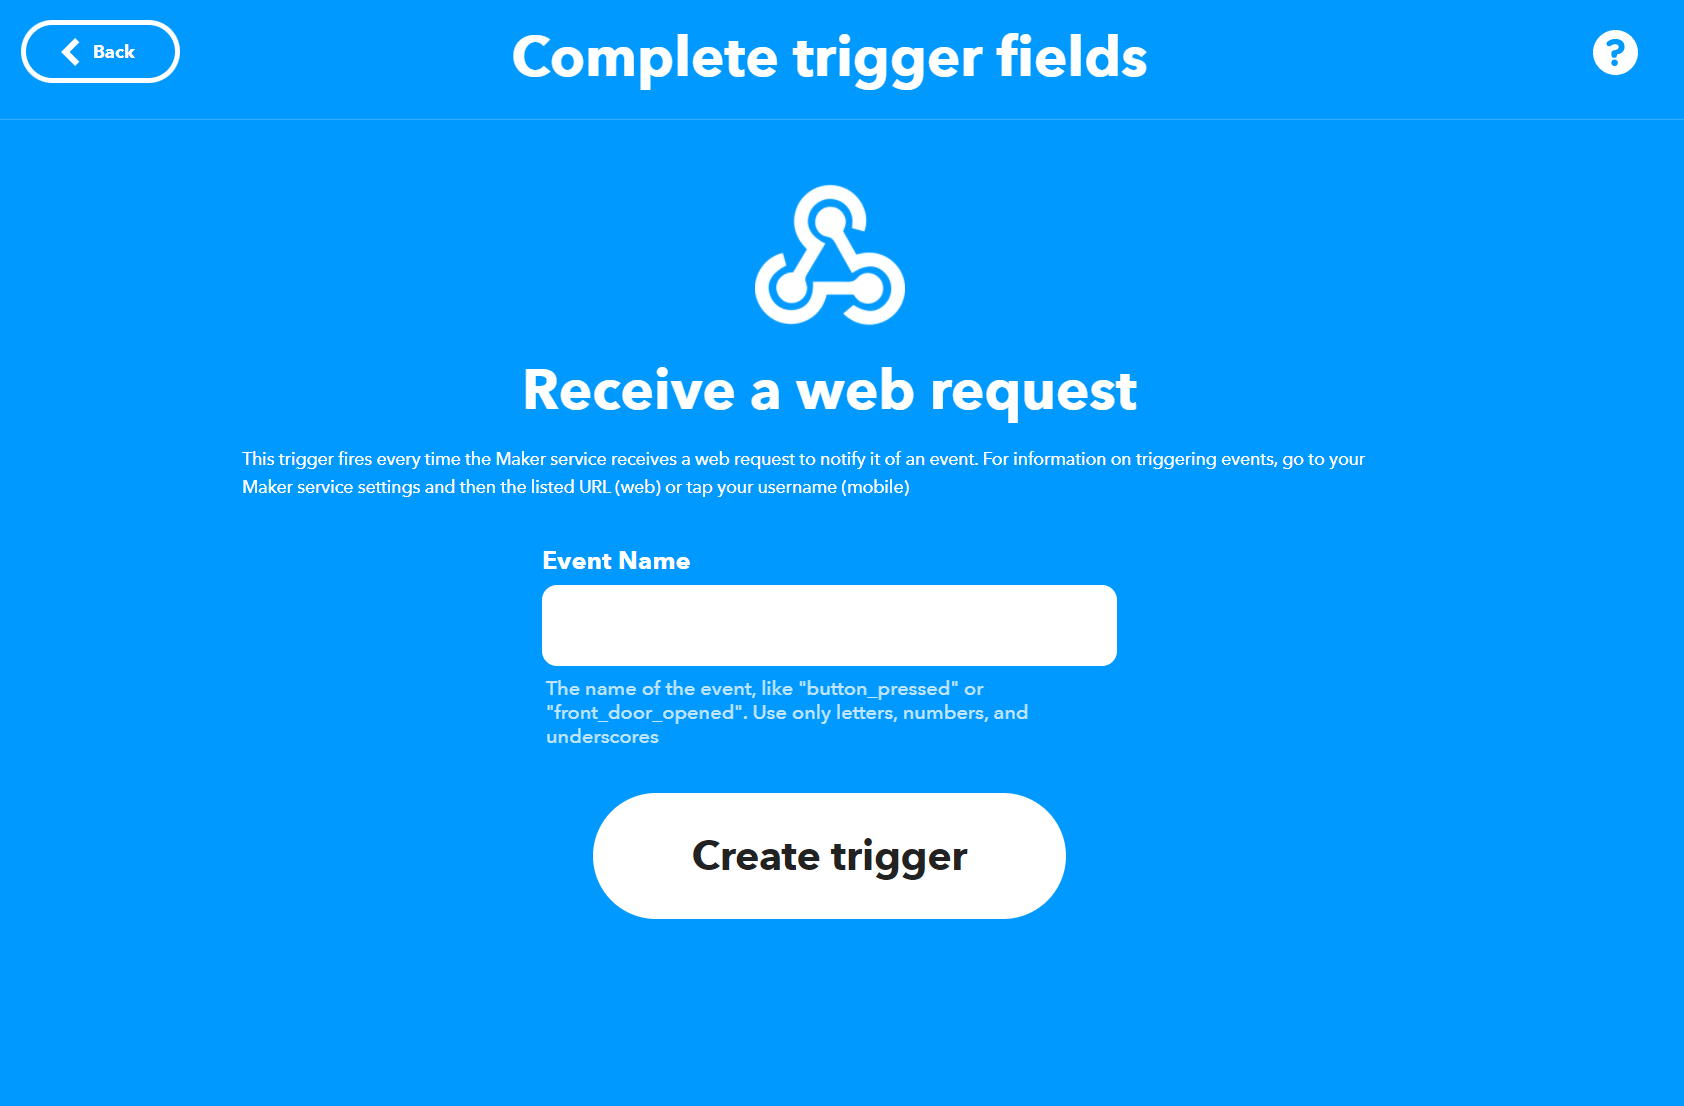 Back
Complete trigger fields
?
Receive a web request
This trigger fires every time the Maker service receives a web request to notify it of an event. For information on triggering events, go to your
Maker service settings and then the listed URL (web) or tap your username (mobile)
Event Name
The name of the event, like "button_pressed" or
"front_door_opened". Use only letters, numbers, and
underscores
Create trigger